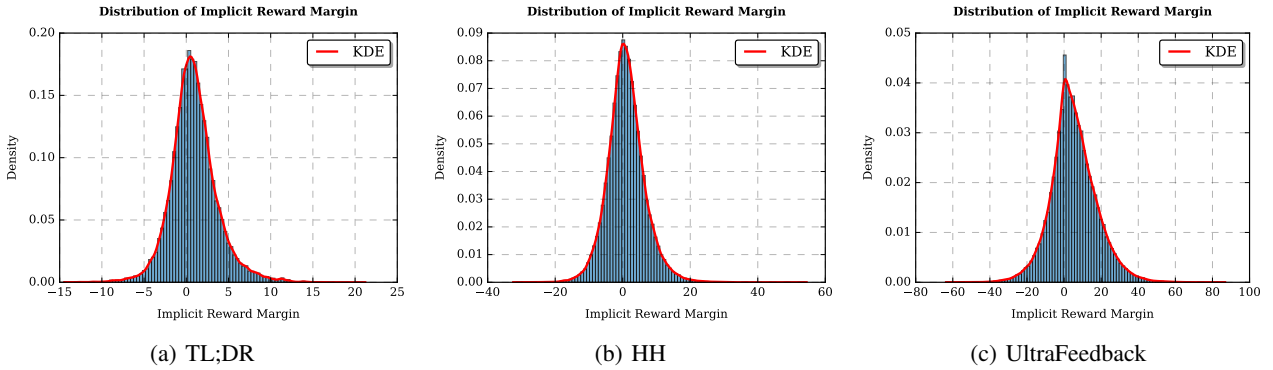 Distribution of Implicit Reward Margin
0.20
0.15
0.10
0.05
0.00
Density
KDE
−15 −10 −5 0 5 10 15 20 25
Implicit Reward Margin
(a) TL;DR
Distribution of Implicit Reward Margin
0.09
0.08
0.07
0.06
0.05
0.04
0.03
0.02
0.01
0.00
Density
KDE
−40 −20 0 20 40 60
Implicit Reward Margin
(b) HH
Distribution of Implicit Reward Margin
0.05
0.04
0.03
0.02
0.01
0.00
Density
KDE
−80 −60 −40 −20 0 20 40 60 80 100
Implicit Reward Margin
(c) UltraFeedback